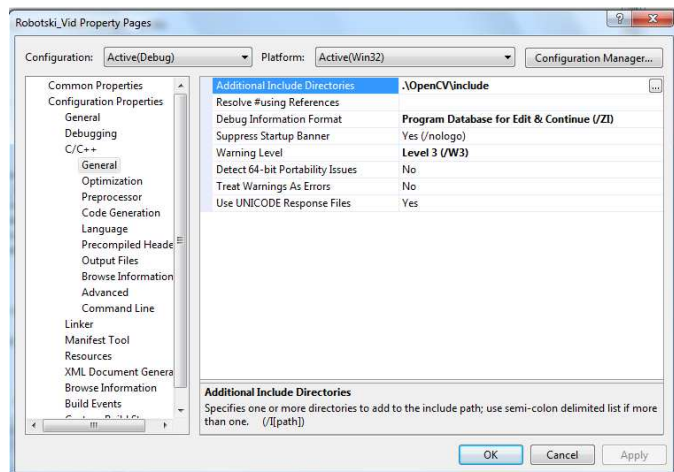 Robotski_Vid Property Pages
Configuration: Active(Debug) Platform: Active(Win32) Configuration Manager...
Common Properties
Configuration Properties
General
Debugging
C/C++
General
Optimization
Preprocessor
Code Generation
Language
Precompiled Heade
Output Files
Browse Information
Advanced
Command Line
Linker
Manifest Tool
Resources
XML Document Genera
Browse Information
Build Events
Additional Include Directories .\OpenCV\include ...
Resolve #using References
Debug Information Format Program Database for Edit & Continue (/ZI)
Suppress Startup Banner Yes (/nologo)
Warning Level Level 3 (/W3)
Detect 64-bit Portability Issues No
Treat Warnings As Errors No
Use UNICODE Response Files Yes
Additional Include Directories
Specifies one or more directories to add to the include path; use semi-colon delimited list if more
than one. (/I[path])
OK Cancel Apply